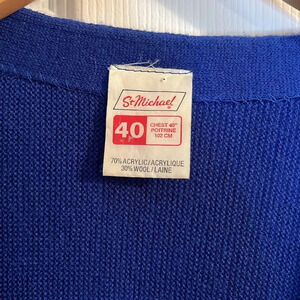 St Michael
40
CHEST 40"
POITRINE
102 CM
70% ACRYLIC/ACRYLIQUE
30% WOOL/LAINE